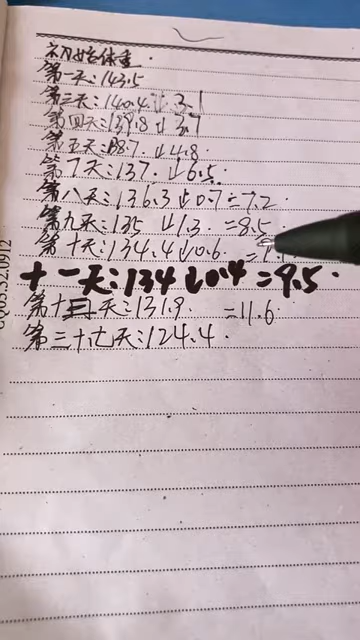 初始体重:
第一天:143.5
第三天:140.4↓3.1
第四天:139.8↓3.7
第五天:138.7↓4.8
第7天:137.↓6.5
第八天:136.3↓0.7=7.2
第九天:135 ↓1.3 =8.5
第十天:134.4↓0.6
十一天:134↓0.4=9.5
第十三天:131.9 =11.6
第三十七天:124.4